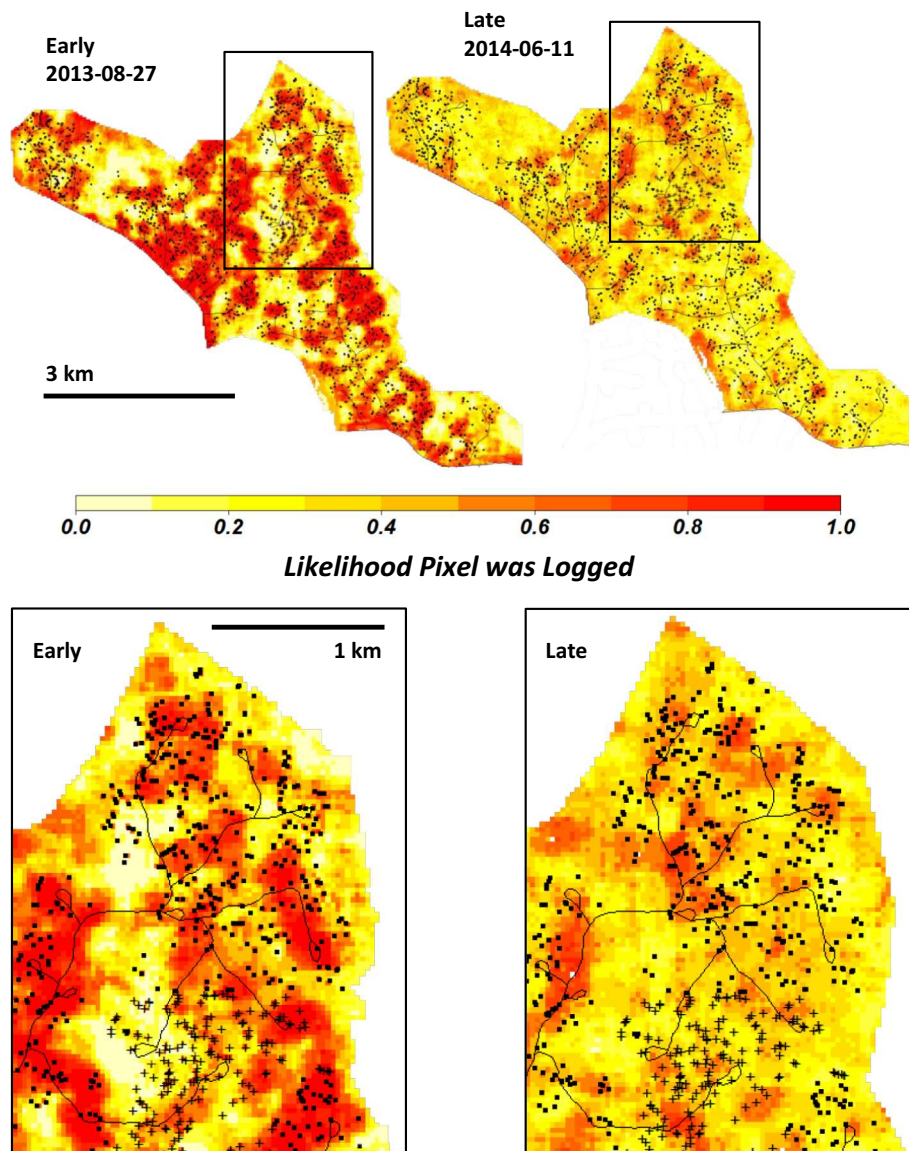 Early
2013-08-27
Late
2014-06-11
3 km
0.0 0.2 0.4 0.6 0.8 1.0
Likelihood Pixel was Logged
Early 1 km
Late